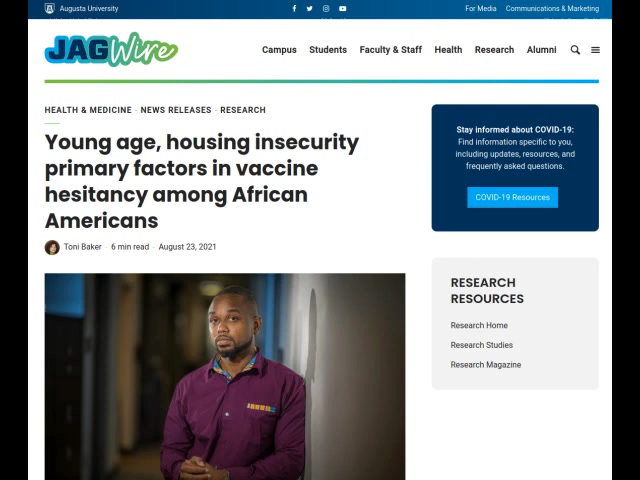 Augusta University
For Media
Communications & Marketing
JAGWire
Campus
Students
Faculty & Staff
Health
Research
Alumni
HEALTH & MEDICINE - NEWS RELEASES - RESEARCH
Young age, housing insecurity
primary factors in vaccine
hesitancy among African
Americans
Toni Baker · 6 min read · August 23, 2021
Stay informed about COVID-19:
Find information specific to you,
including updates, resources, and
frequently asked questions.
COVID-19 Resources
RESEARCH
RESOURCES
Research Home
Research Studies
Research Magazine